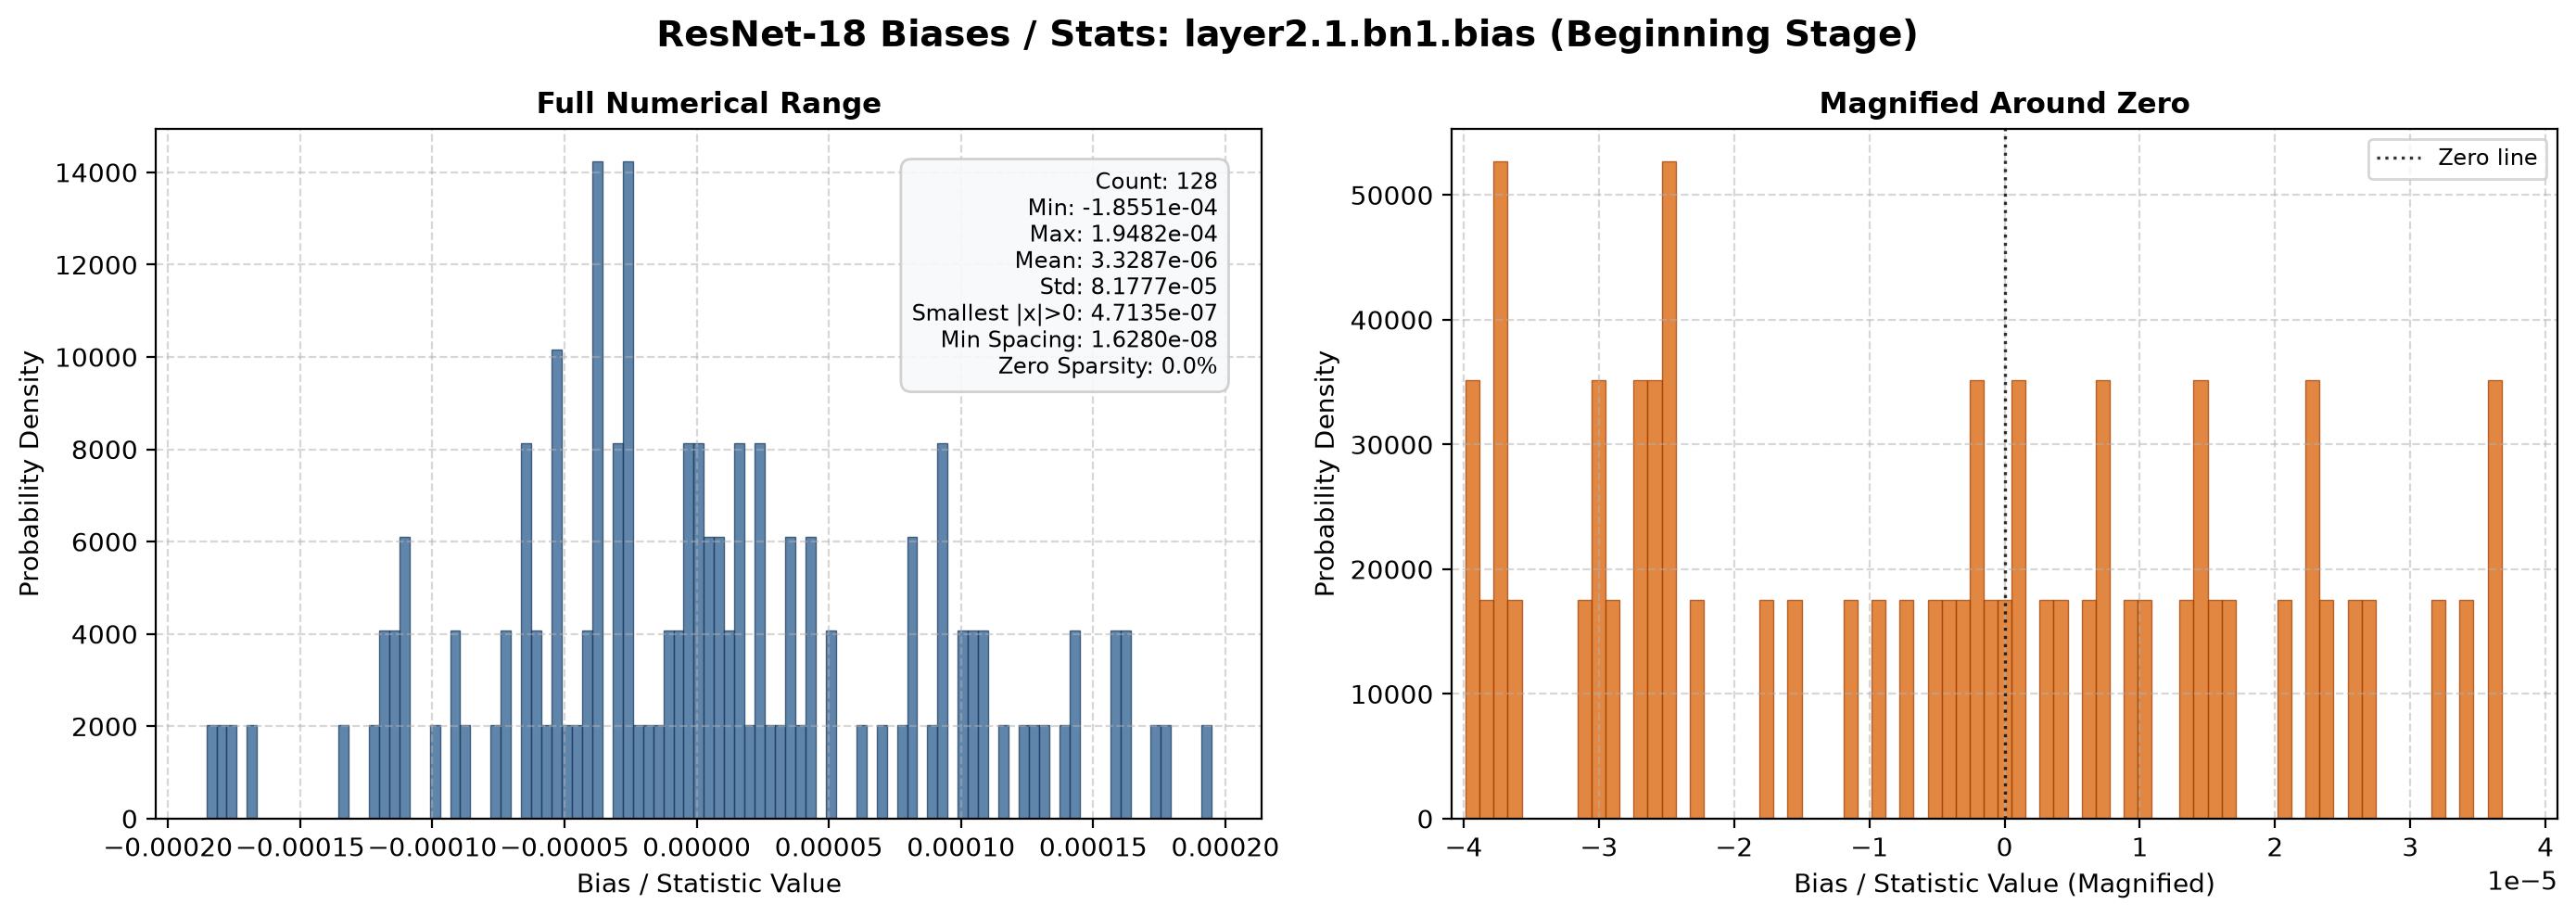 ResNet-18 Biases / Stats: layer2.1.bn1.bias (Beginning Stage)
Full Numerical Range
Probability Density
14000
12000
10000
8000
6000
4000
2000
0
−0.00020 −0.00015 −0.00010 −0.00005 0.00000 0.00005 0.00010 0.00015 0.00020
Bias / Statistic Value
Count: 128
Min: -1.8551e-04
Max: 1.9482e-04
Mean: 3.3287e-06
Std: 8.1777e-05
Smallest |x|>0: 4.7135e-07
Min Spacing: 1.6280e-08
Zero Sparsity: 0.0%
Magnified Around Zero
Probability Density
50000
40000
30000
20000
10000
0
−4 −3 −2 −1 0 1 2 3 4
1e−5
Bias / Statistic Value (Magnified)
Zero line